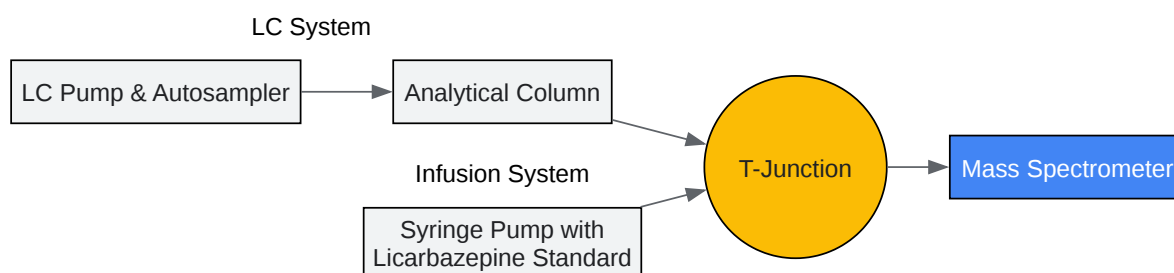 LC System
LC Pump & Autosampler
Analytical Column
Infusion System
Syringe Pump with
Licarbazepine Standard
T-Junction
Mass Spectrometer